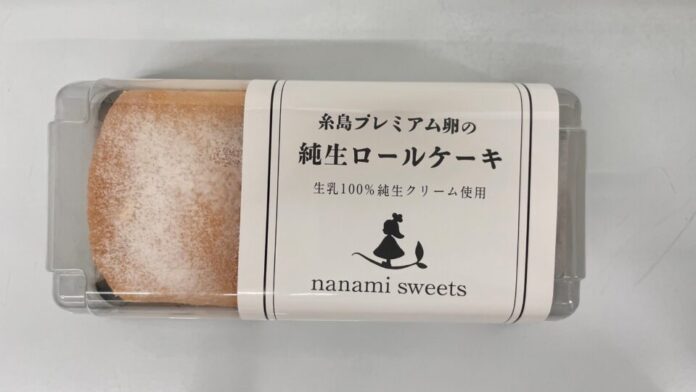 糸島プレミアム卵の
純生ロールケーキ
生乳100%純生クリーム使用
nanami sweets